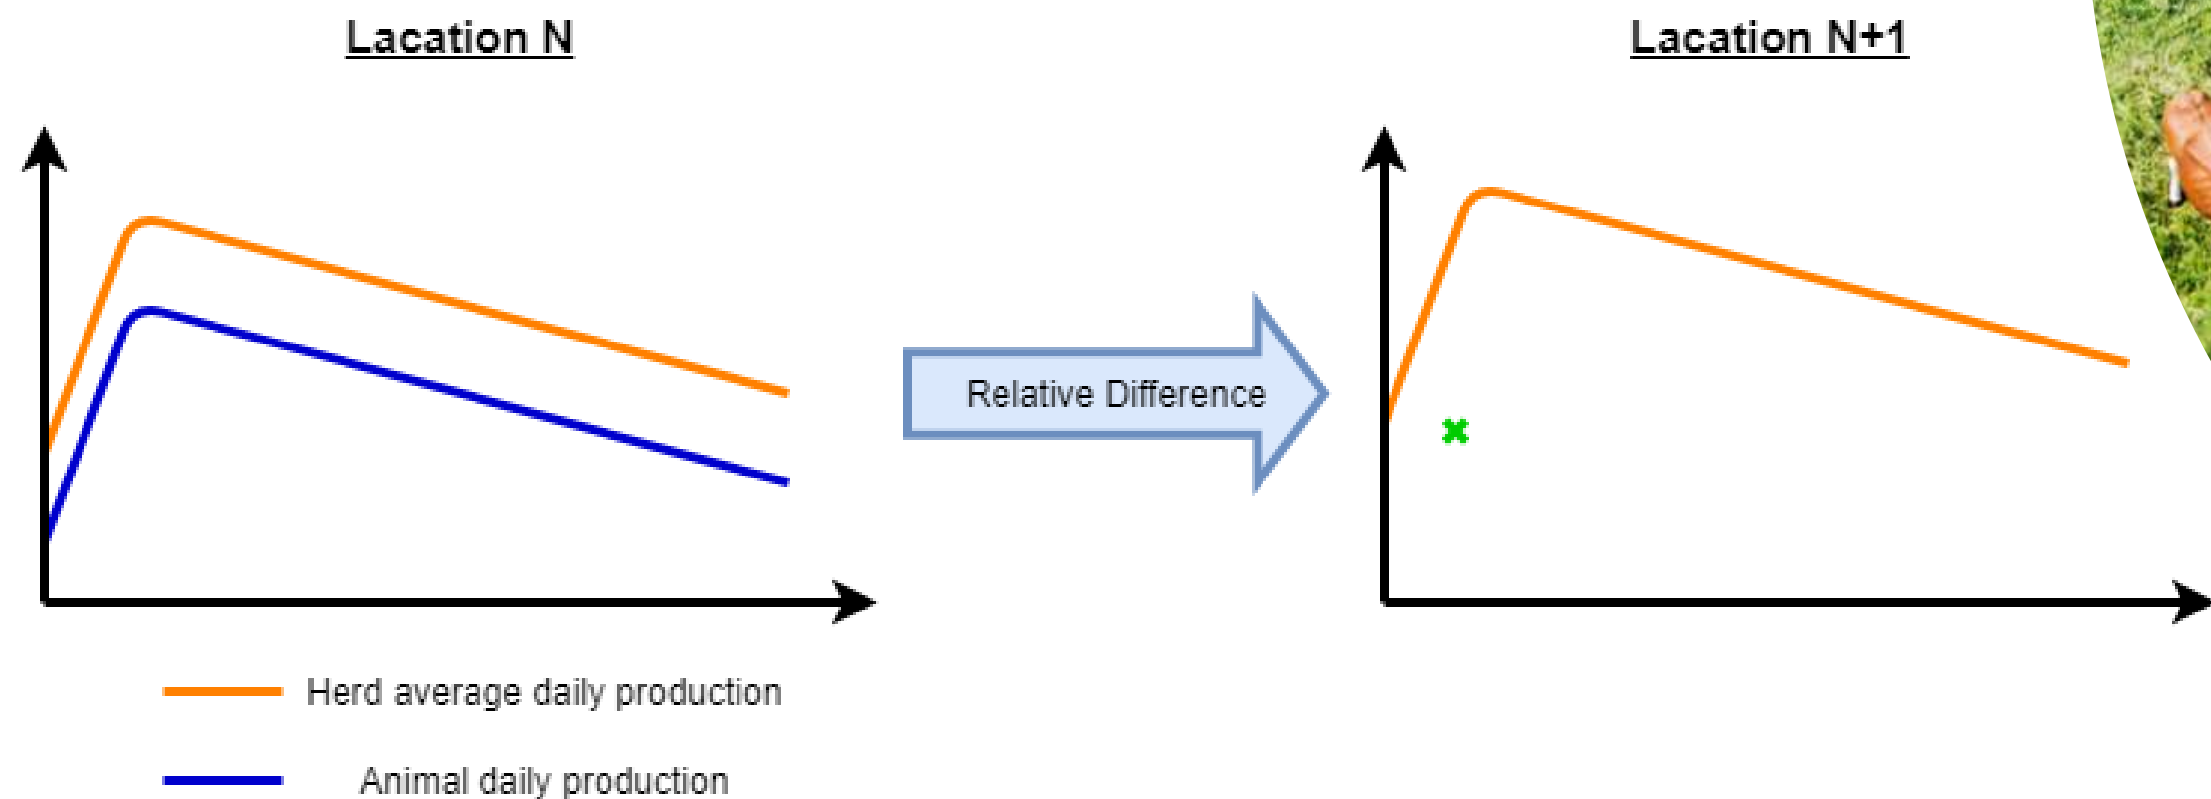 Lacation N
Lacation N+1
Relative Difference
Herd average daily production
Animal daily production